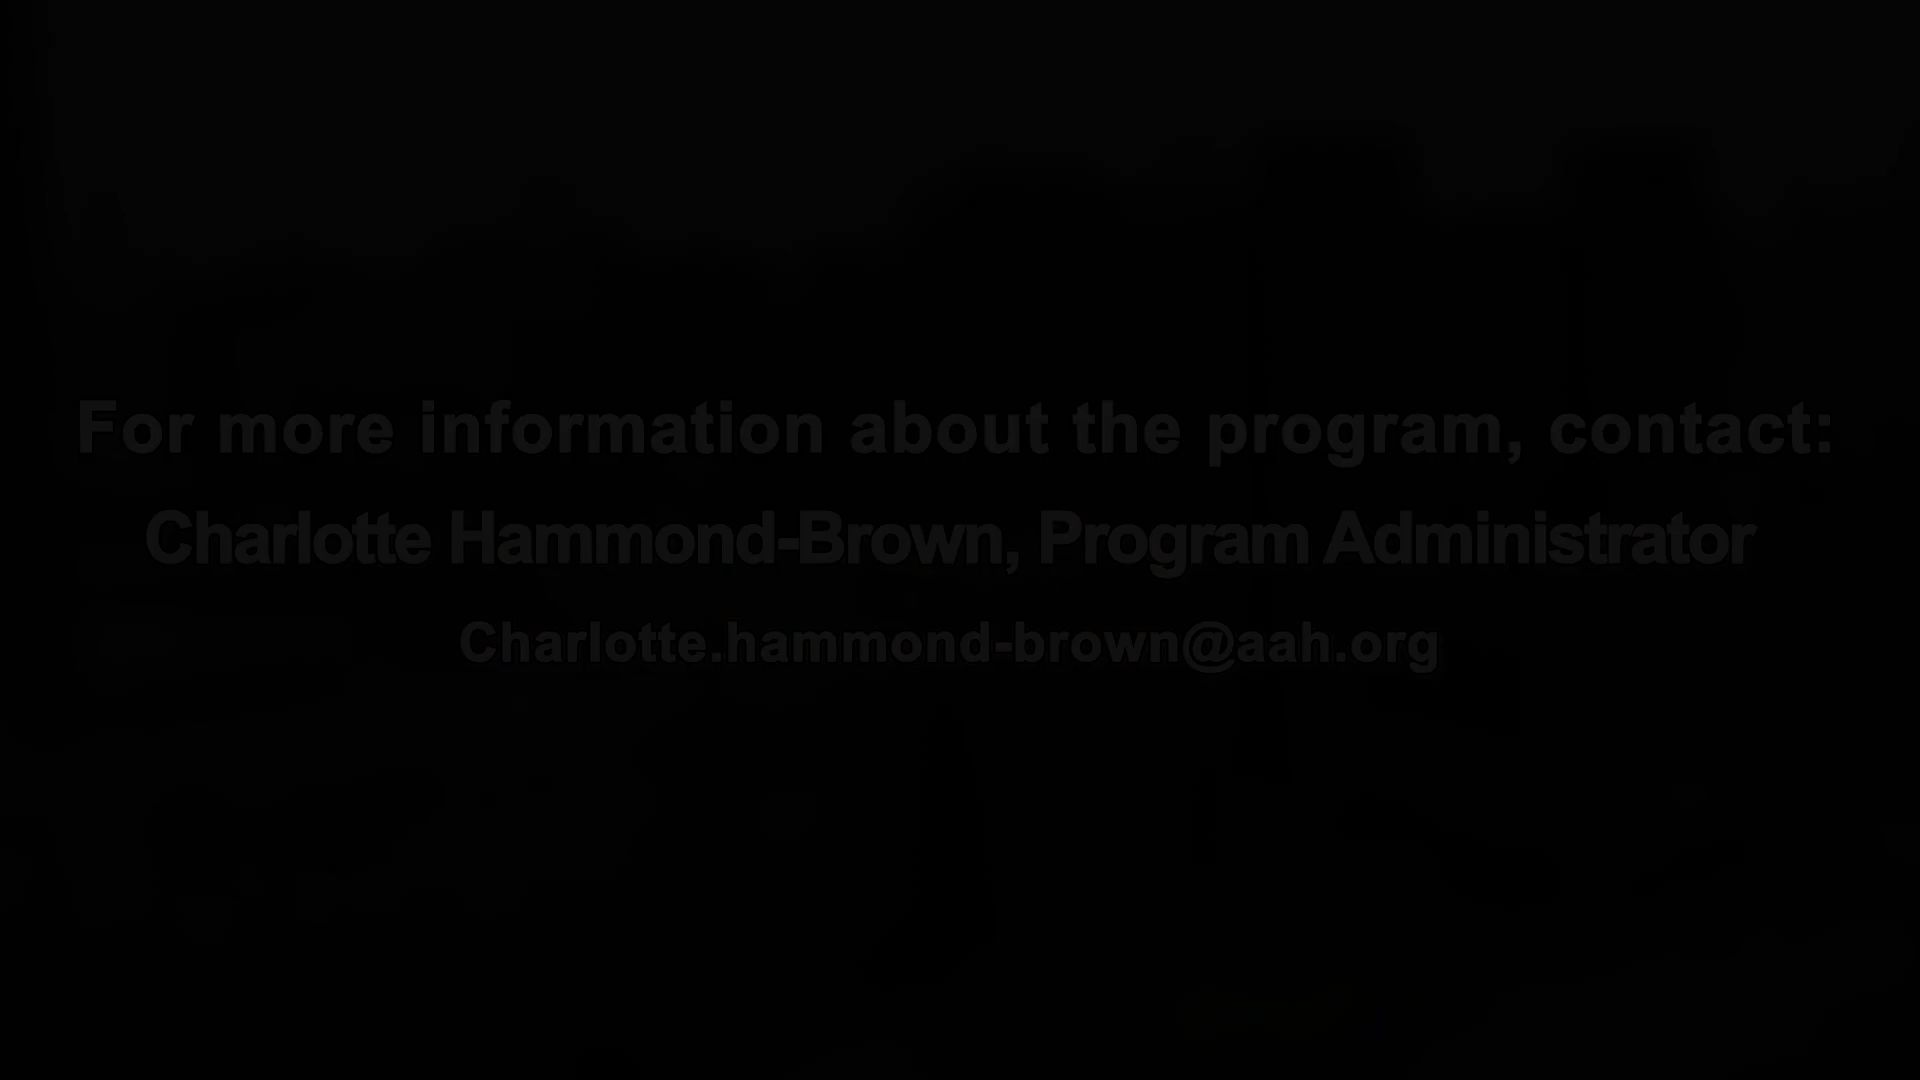 For more information about the program, contact:
Charlotte Hammond-Brown, Program Administrator
Charlotte.hammond-brown@aah.org